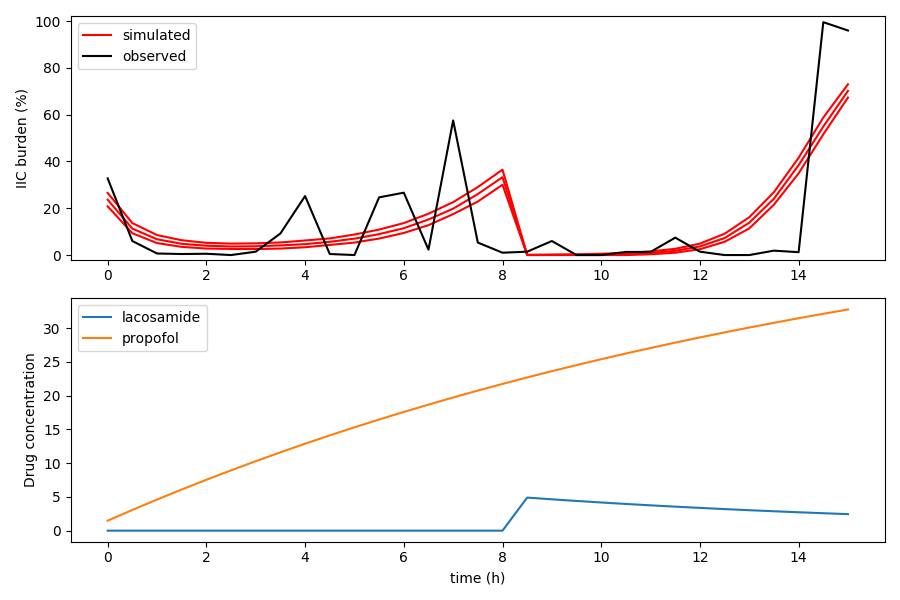 100
80
60
40
20
0
IIC burden (%)
simulated
observed
0 2 4 6 8 10 12 14
30
25
20
15
10
5
0
Drug concentration
lacosamide
propofol
0 2 4 6 8 10 12 14
time (h)